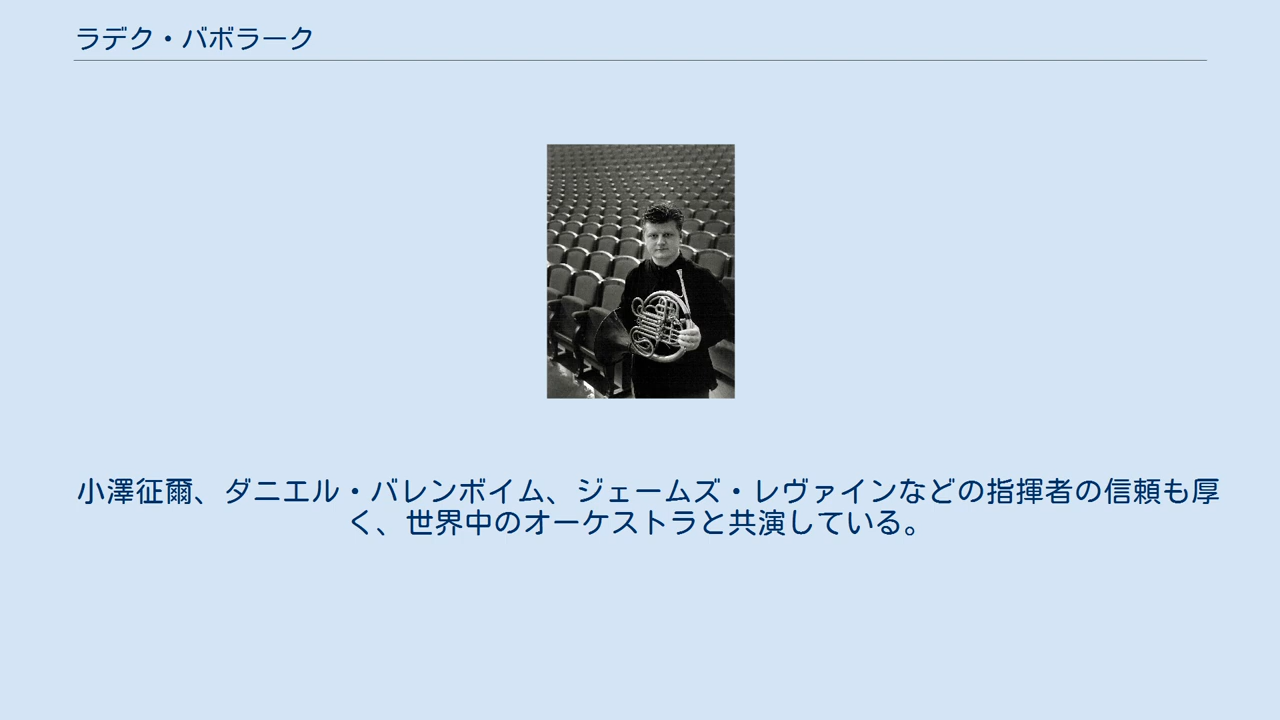 ラデク・バボラーク
小澤征爾、ダニエル・バレンボイム、ジェームズ・レヴァインなどの指揮者の信頼も厚
く、世界中のオーケストラと共演している。